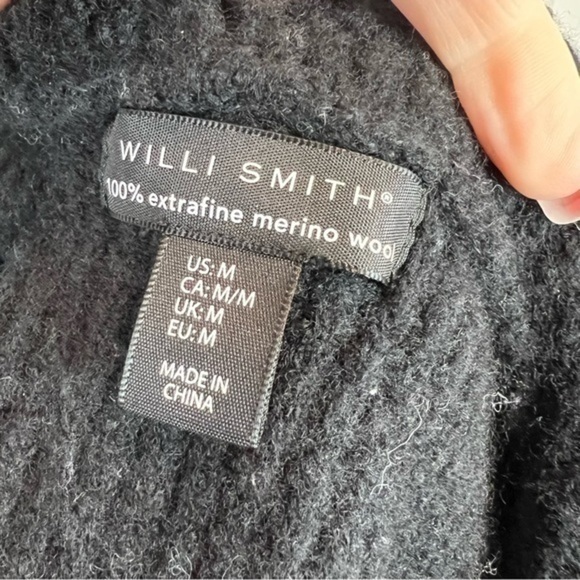 WILLI SMITH®
100% extrafine merino wool
US: M
CA: M/M
UK: M
EU: M
MADE IN
CHINA